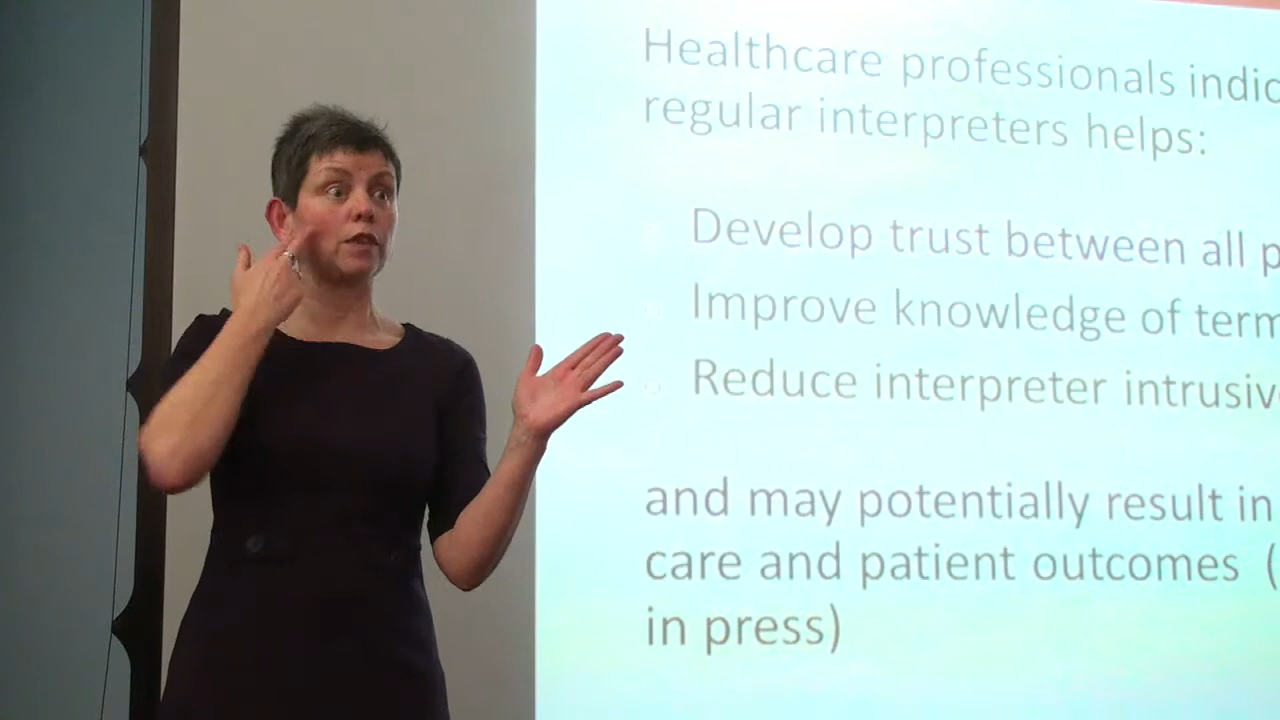 Healthcare professionals indic
regular interpreters helps:
Develop trust between all p
Improve knowledge of term
Reduce interpreter intrusiv
and may potentially result in
care and patient outcomes (
in press)